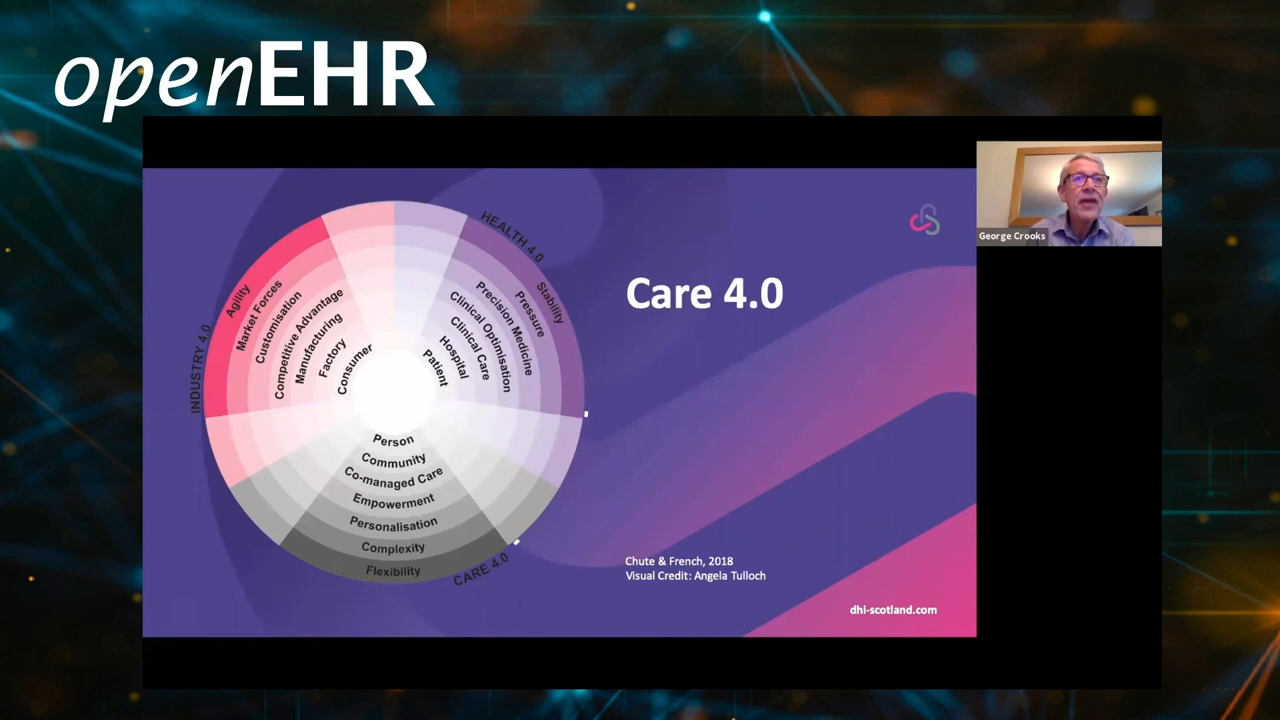 openEHR
George Crooks
Care 4.0
HEALTH 4.0
Stability
Pressure
Precision Medicine
Clinical Optimisation
Clinical Care
Hospital
Patient
INDUSTRY 4.0
Agility
Market Forces
Customisation
Competitive Advantage
Manufacturing
Factory
Consumer
Person
Community
Co-managed Care
Empowerment
Personalisation
Complexity
Flexibility
CARE 4.0
Chute & French, 2018
Visual Credit: Angela Tulloch
dhi-scotland.com